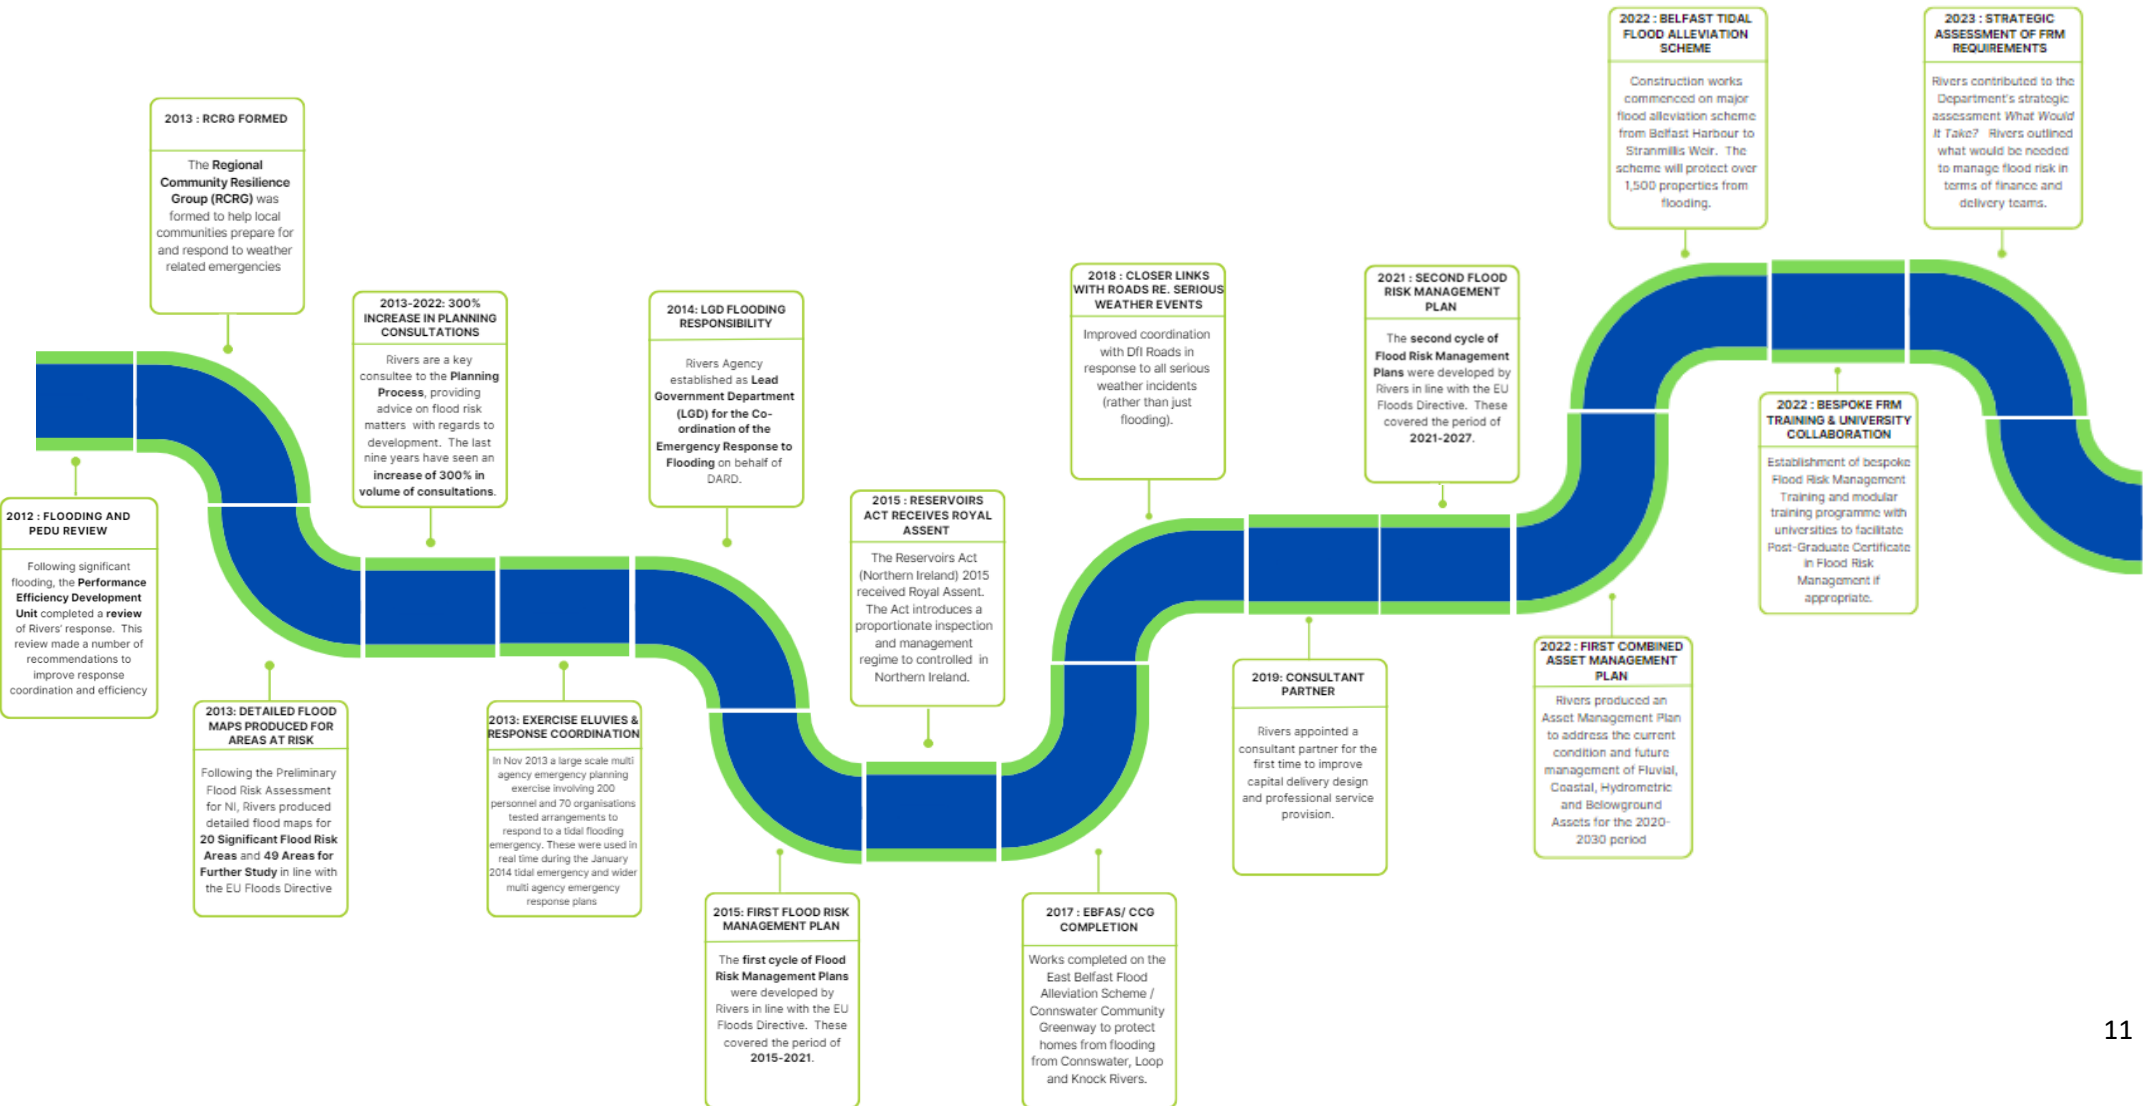 2012 : FLOODING AND
PEDU REVIEW
Following significant
flooding, the Performance
Efficiency Development
Unit completed a review
of Rivers' response. This
review made a number of
recommendations to
improve response
coordination and efficiency
2013 : RCRG FORMED
The Regional
Community Resilience
Group (RCRG) was
formed to help local
communities prepare for
and respond to weather
related emergencies
2013: DETAILED FLOOD
MAPS PRODUCED FOR
AREAS AT RISK
Following the Preliminary
Flood Risk Assessment
for NI, Rivers produced
detailed flood maps for
20 Significant Flood Risk
Areas and 49 Areas for
Further Study in line with
the EU Floods Directive
2013-2022: 300%
INCREASE IN PLANNING
CONSULTATIONS
Rivers are a key
consultee to the Planning
Process, providing
advice on flood risk
matters with regards to
development. The last
nine years have seen an
increase of 300% in
volume of consultations.
2013: EXERCISE ELUVIES &
RESPONSE COORDINATION
In Nov 2013 a large scale multi
agency emergency planning
exercise involving 200
personnel and 70 organisations
tested arrangements to
respond to a tidal flooding
emergency. These were used in
real time during the January
2014 tidal emergency and wider
multi agency emergency
response plans
2014: LGD FLOODING
RESPONSIBILITY
Rivers Agency
established as Lead
Government Department
(LGD) for the Co-
ordination of the
Emergency Response to
Flooding on behalf of
DARD.
2015: FIRST FLOOD RISK
MANAGEMENT PLAN
The first cycle of Flood
Risk Management Plans
were developed by
Rivers in line with the EU
Floods Directive. These
covered the period of
2015-2021.
2015 : RESERVOIRS
ACT RECEIVES ROYAL
ASSENT
The Reservoirs Act
(Northern Ireland) 2015
received Royal Assent.
The Act introduces a
proportionate inspection
and management
regime to controlled in
Northern Ireland.
2017 : EBFAS/ CCG
COMPLETION
Works completed on the
East Belfast Flood
Alleviation Scheme /
Connswater Community
Greenway to protect
homes from flooding
from Connswater, Loop
and Knock Rivers.
2018 : CLOSER LINKS
WITH ROADS RE. SERIOUS
WEATHER EVENTS
Improved coordination
with DfI Roads in
response to all serious
weather incidents
(rather than just
flooding).
2019: CONSULTANT
PARTNER
Rivers appointed a
consultant partner for the
first time to improve
capital delivery design
and professional service
provision.
2021 : SECOND FLOOD
RISK MANAGEMENT
PLAN
The second cycle of
Flood Risk Management
Plans were developed by
Rivers in line with the EU
Floods Directive. These
covered the period of
2021-2027.
2022 : FIRST COMBINED
ASSET MANAGEMENT
PLAN
Rivers produced an
Asset Management Plan
to address the current
condition and future
management of Fluvial,
Coastal, Hydrometric
and Belowground
Assets for the 2020-
2030 period
2022 : BELFAST TIDAL
FLOOD ALLEVIATION
SCHEME
Construction works
commenced on major
flood alleviation scheme
from Belfast Harbour to
Stranmillis Weir. The
scheme will protect over
1,500 properties from
flooding.
2022 : BESPOKE FRM
TRAINING & UNIVERSITY
COLLABORATION
Establishment of bespoke
Flood Risk Management
Training and modular
training programme with
universities to facilitate
Post-Graduate Certificate
in Flood Risk
Management if
appropriate.
2023 : STRATEGIC
ASSESSMENT OF FRM
REQUIREMENTS
Rivers contributed to the
Department's strategic
assessment What Would
It Take? Rivers outlined
what would be needed
to manage flood risk in
terms of finance and
delivery teams.
11